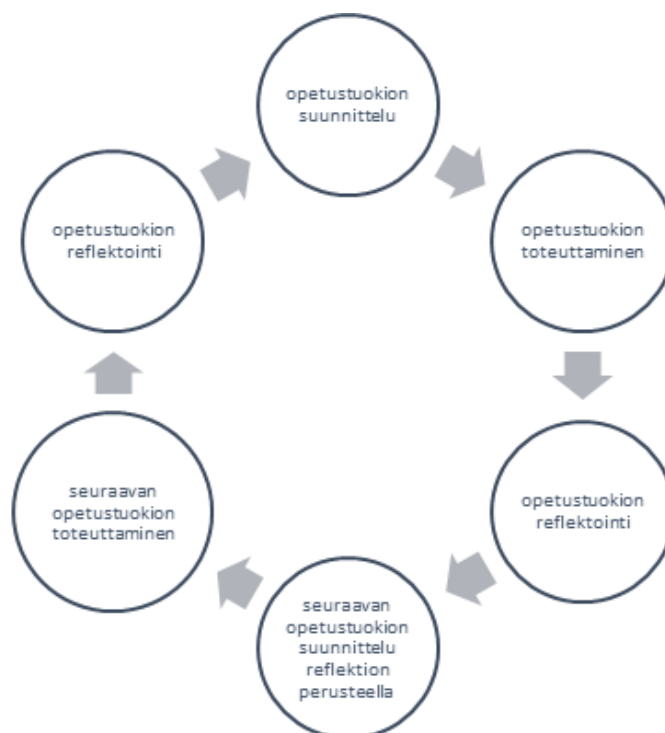 opetustuokion
suunnittelu
opetustuokion
toteuttaminen
opetustuokion
reflektointi
seuraavan
opetustuokion
suunnittelu
reflektion
perusteella
seuraavan
opetustuokion
toteuttaminen
opetustuokion
reflektointi